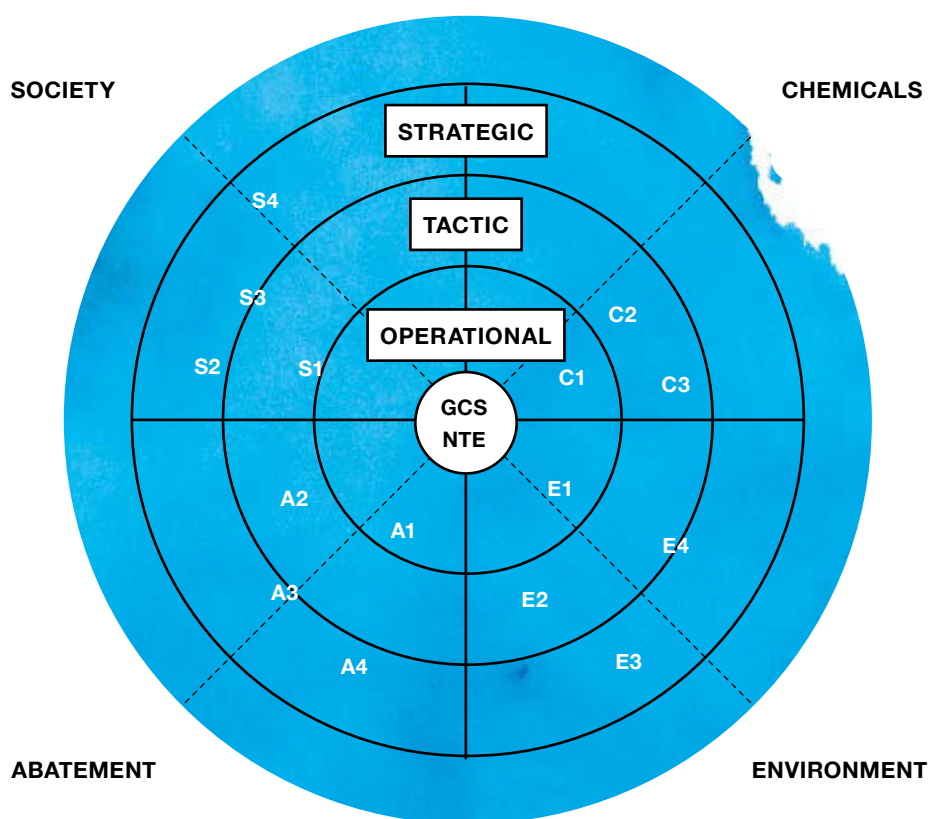 SOCIETY
CHEMICALS
STRATEGIC
S4
TACTIC
S3
C2
OPERATIONAL
S2
S1
C1
C3
GCS
NTE
A2
E1
A1
E4
A3
E2
A4
E3
ABATEMENT
ENVIRONMENT